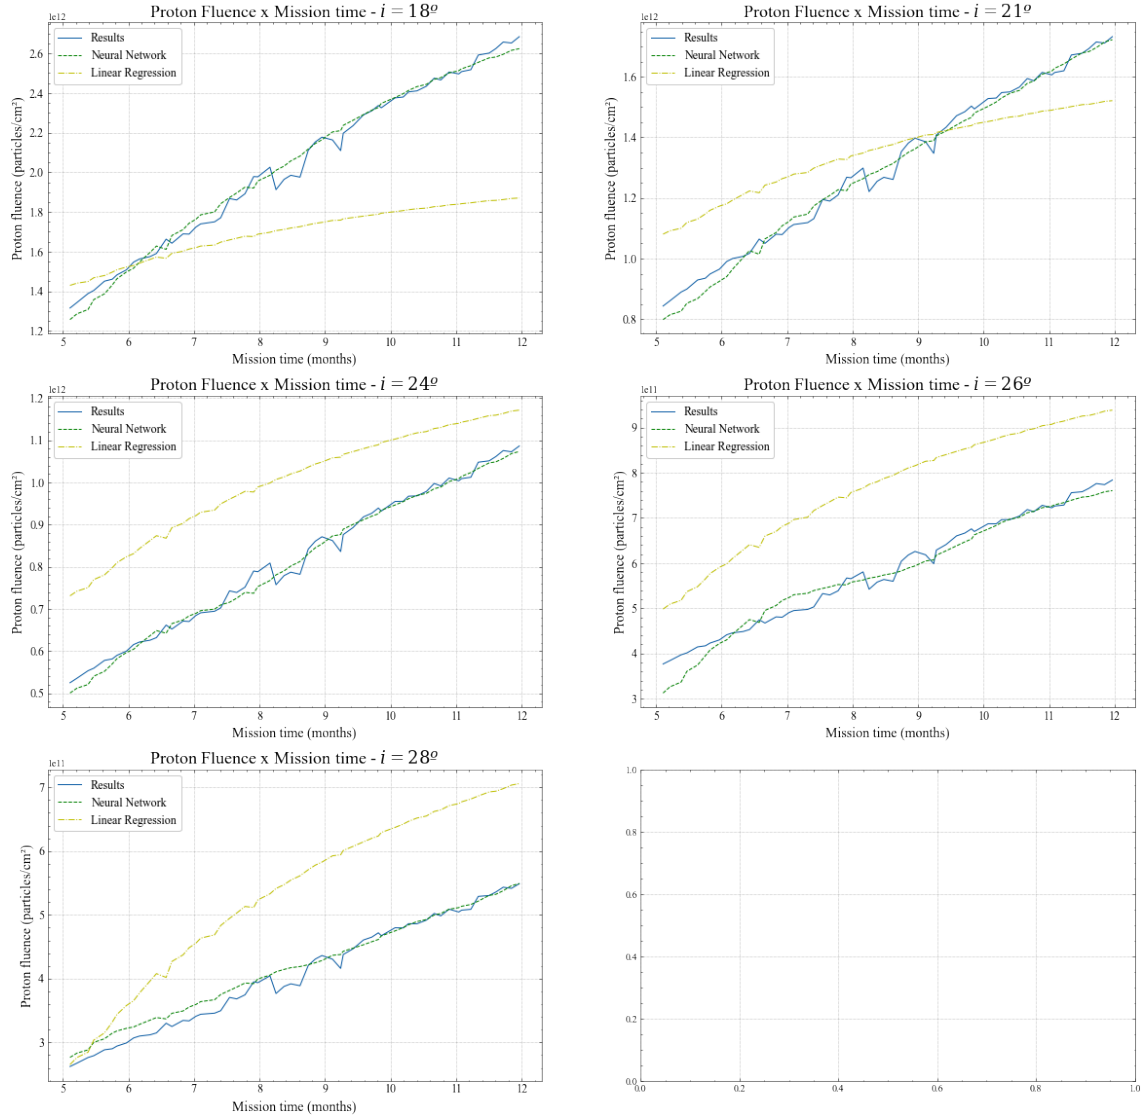 Proton Fluence x Mission time - i = 18º
1e12
Results
Neural Network
Linear Regression
Proton fluence (particles/cm²)
2.6
2.4
2.2
2.0
1.8
1.6
1.4
1.2
5 6 7 8 9 10 11 12
Mission time (months)
Proton Fluence x Mission time - i = 21º
1e12
Results
Neural Network
Linear Regression
Proton fluence (particles/cm²)
1.6
1.4
1.2
1.0
0.8
5 6 7 8 9 10 11 12
Mission time (months)
Proton Fluence x Mission time - i = 24º
1e12
Results
Neural Network
Linear Regression
Proton fluence (particles/cm²)
1.2
1.1
1.0
0.9
0.8
0.7
0.6
0.5
5 6 7 8 9 10 11 12
Mission time (months)
Proton Fluence x Mission time - i = 26º
1e11
Results
Neural Network
Linear Regression
Proton fluence (particles/cm²)
9
8
7
6
5
4
3
5 6 7 8 9 10 11 12
Mission time (months)
Proton Fluence x Mission time - i = 28º
1e11
Results
Neural Network
Linear Regression
Proton fluence (particles/cm²)
7
6
5
4
3
5 6 7 8 9 10 11 12
Mission time (months)
1.0
0.8
0.6
0.4
0.2
0.0
0.0 0.2 0.4 0.6 0.8 1.0